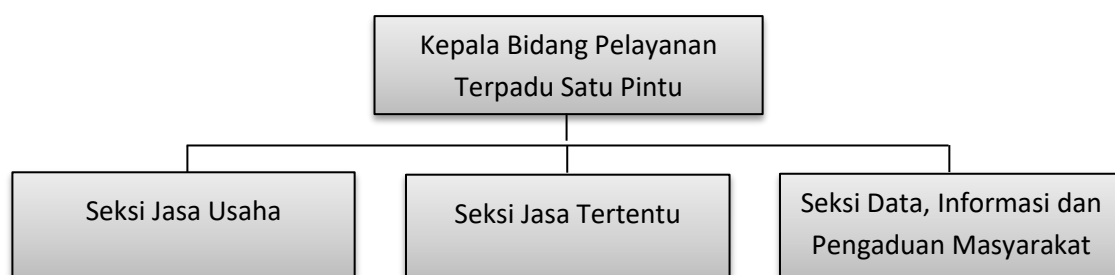 Kepala Bidang Pelayanan
Terpadu Satu Pintu
Seksi Jasa Usaha
Seksi Jasa Tertentu
Seksi Data, Informasi dan
Pengaduan Masyarakat